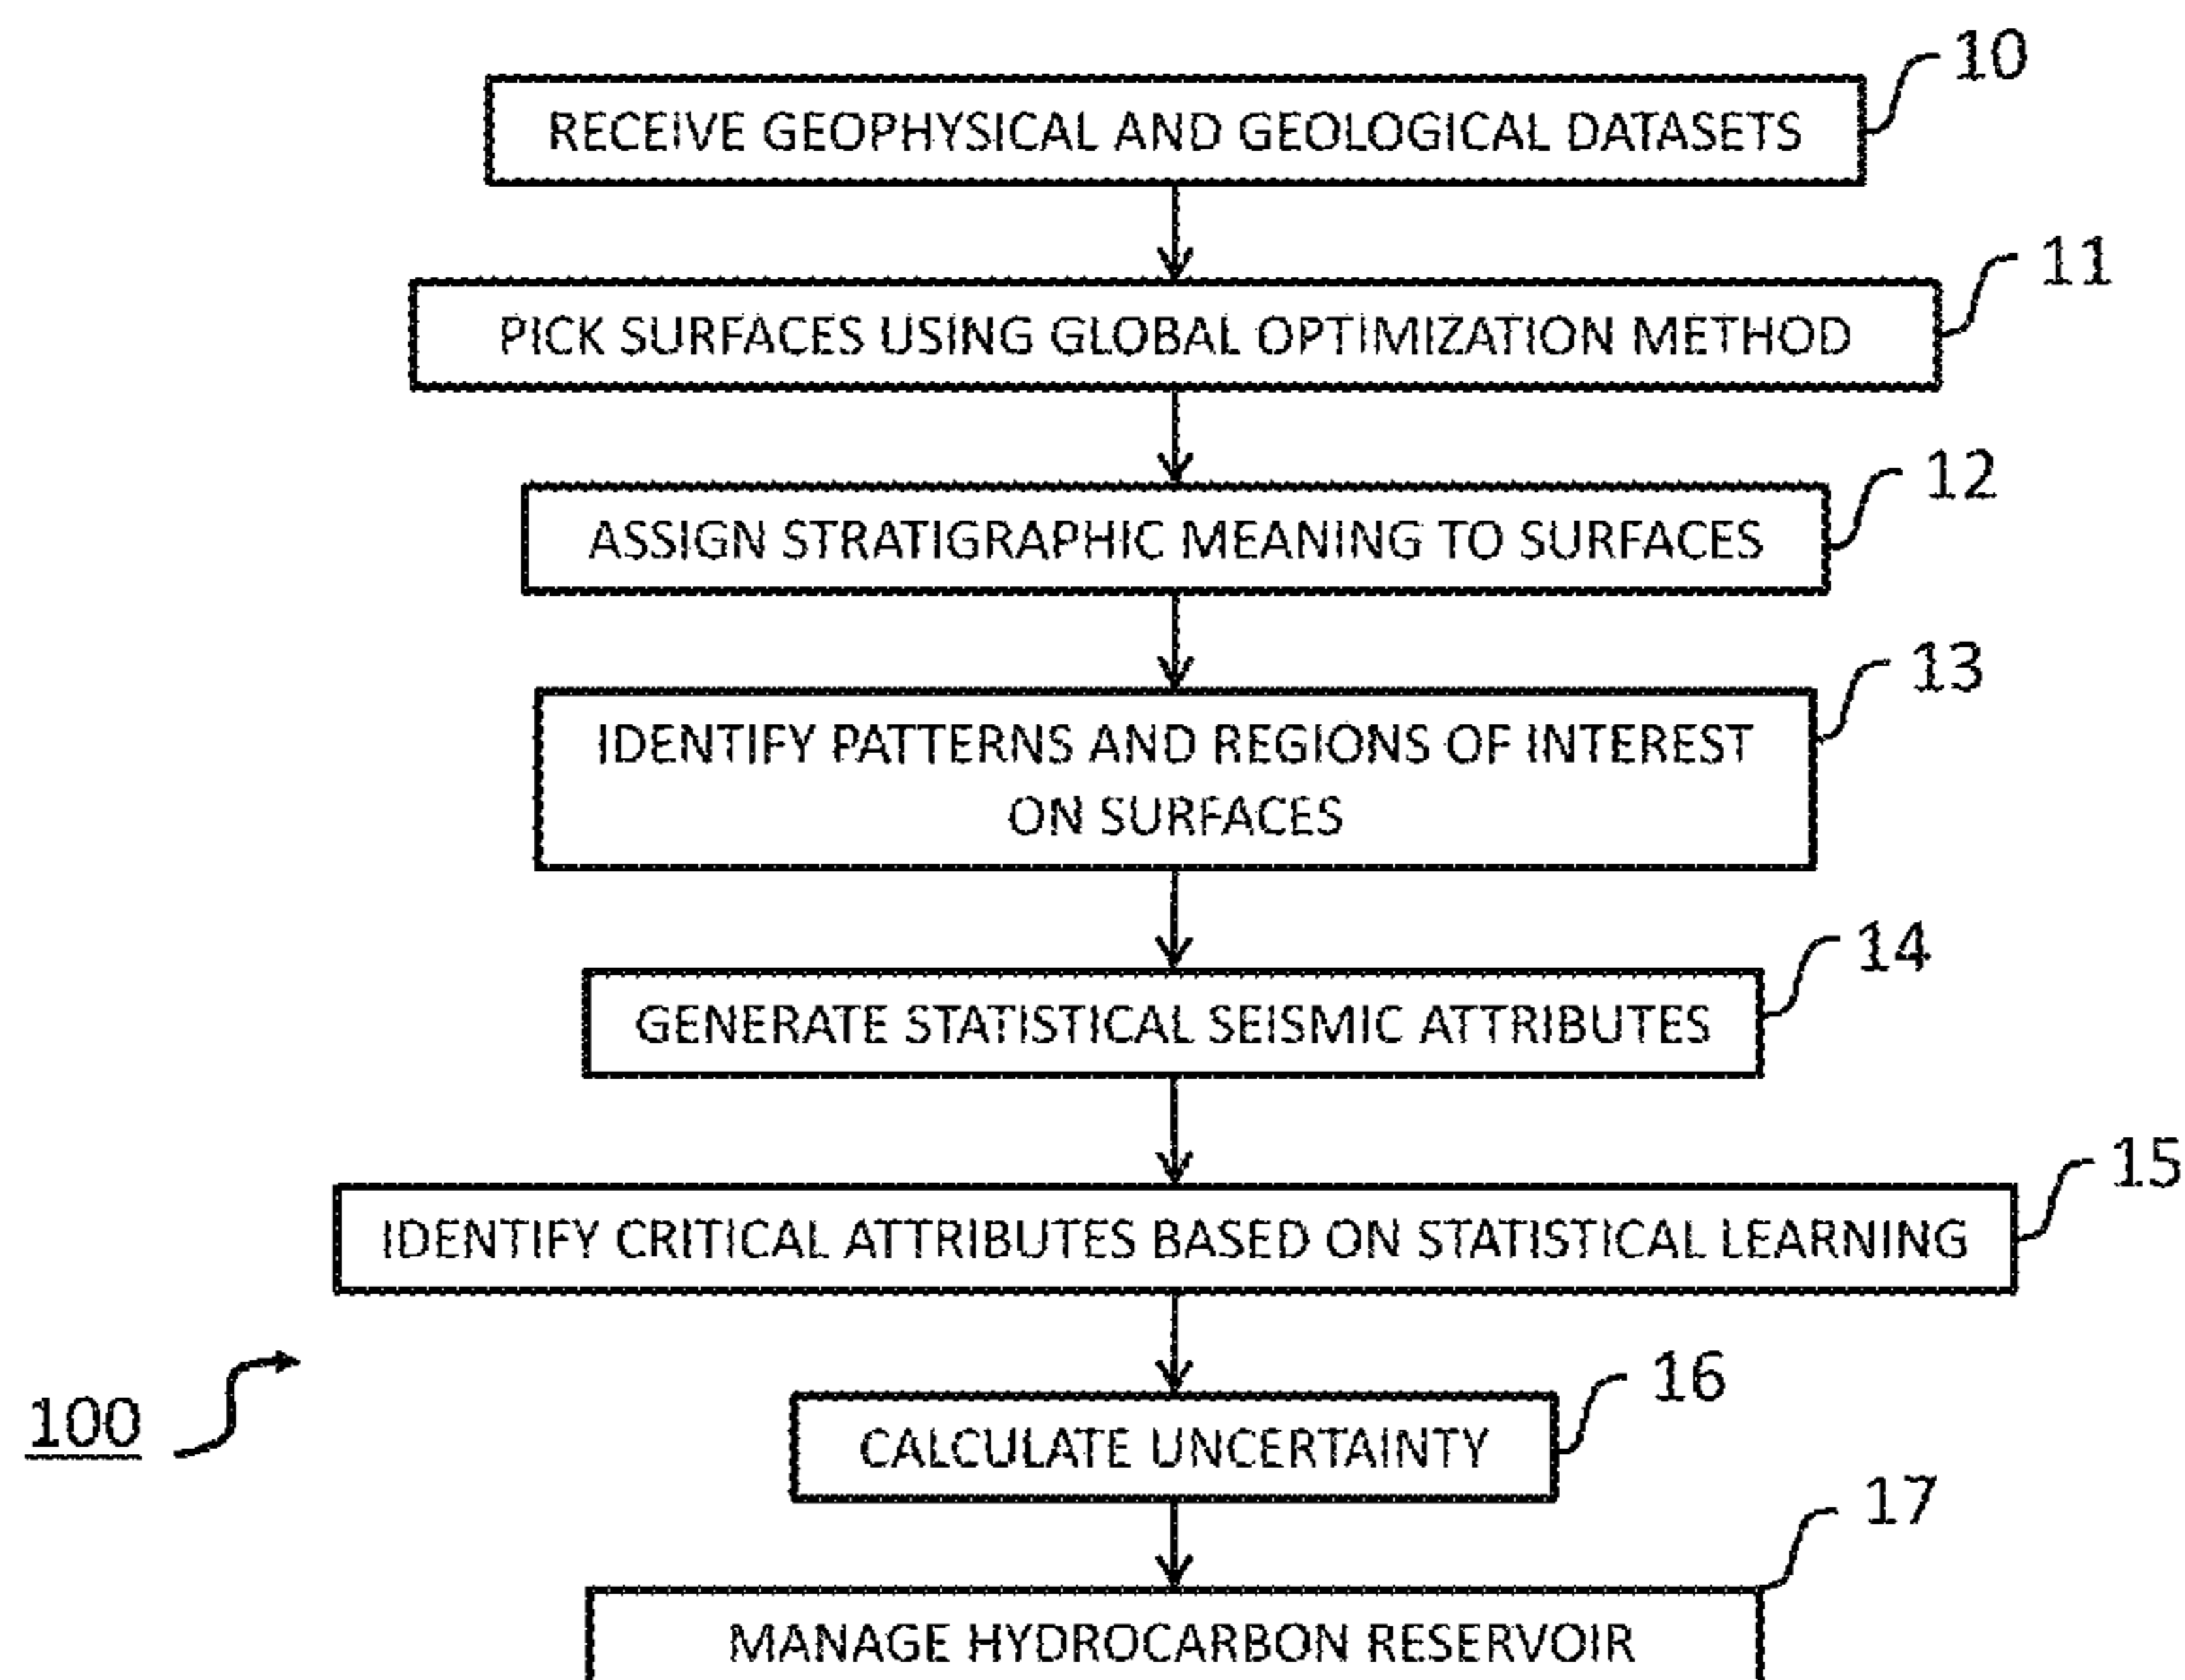 10
RECEIVE GEOPHYSICAL AND GEOLOGICAL DATASETS
11
PICK SURFACES USING GLOBAL OPTIMIZATION METHOD
12
ASSIGN STRATIGRAPHIC MEANING TO SURFACES
13
IDENTIFY PATTERNS AND REGIONS OF INTEREST
ON SURFACES
14
GENERATE STATISTICAL SEISMIC ATTRIBUTES
15
IDENTIFY CRITICAL ATTRIBUTES BASED ON STATISTICAL LEARNING
100
16
CALCULATE UNCERTAINTY
17
MANAGE HYDROCARBON RESERVOIR